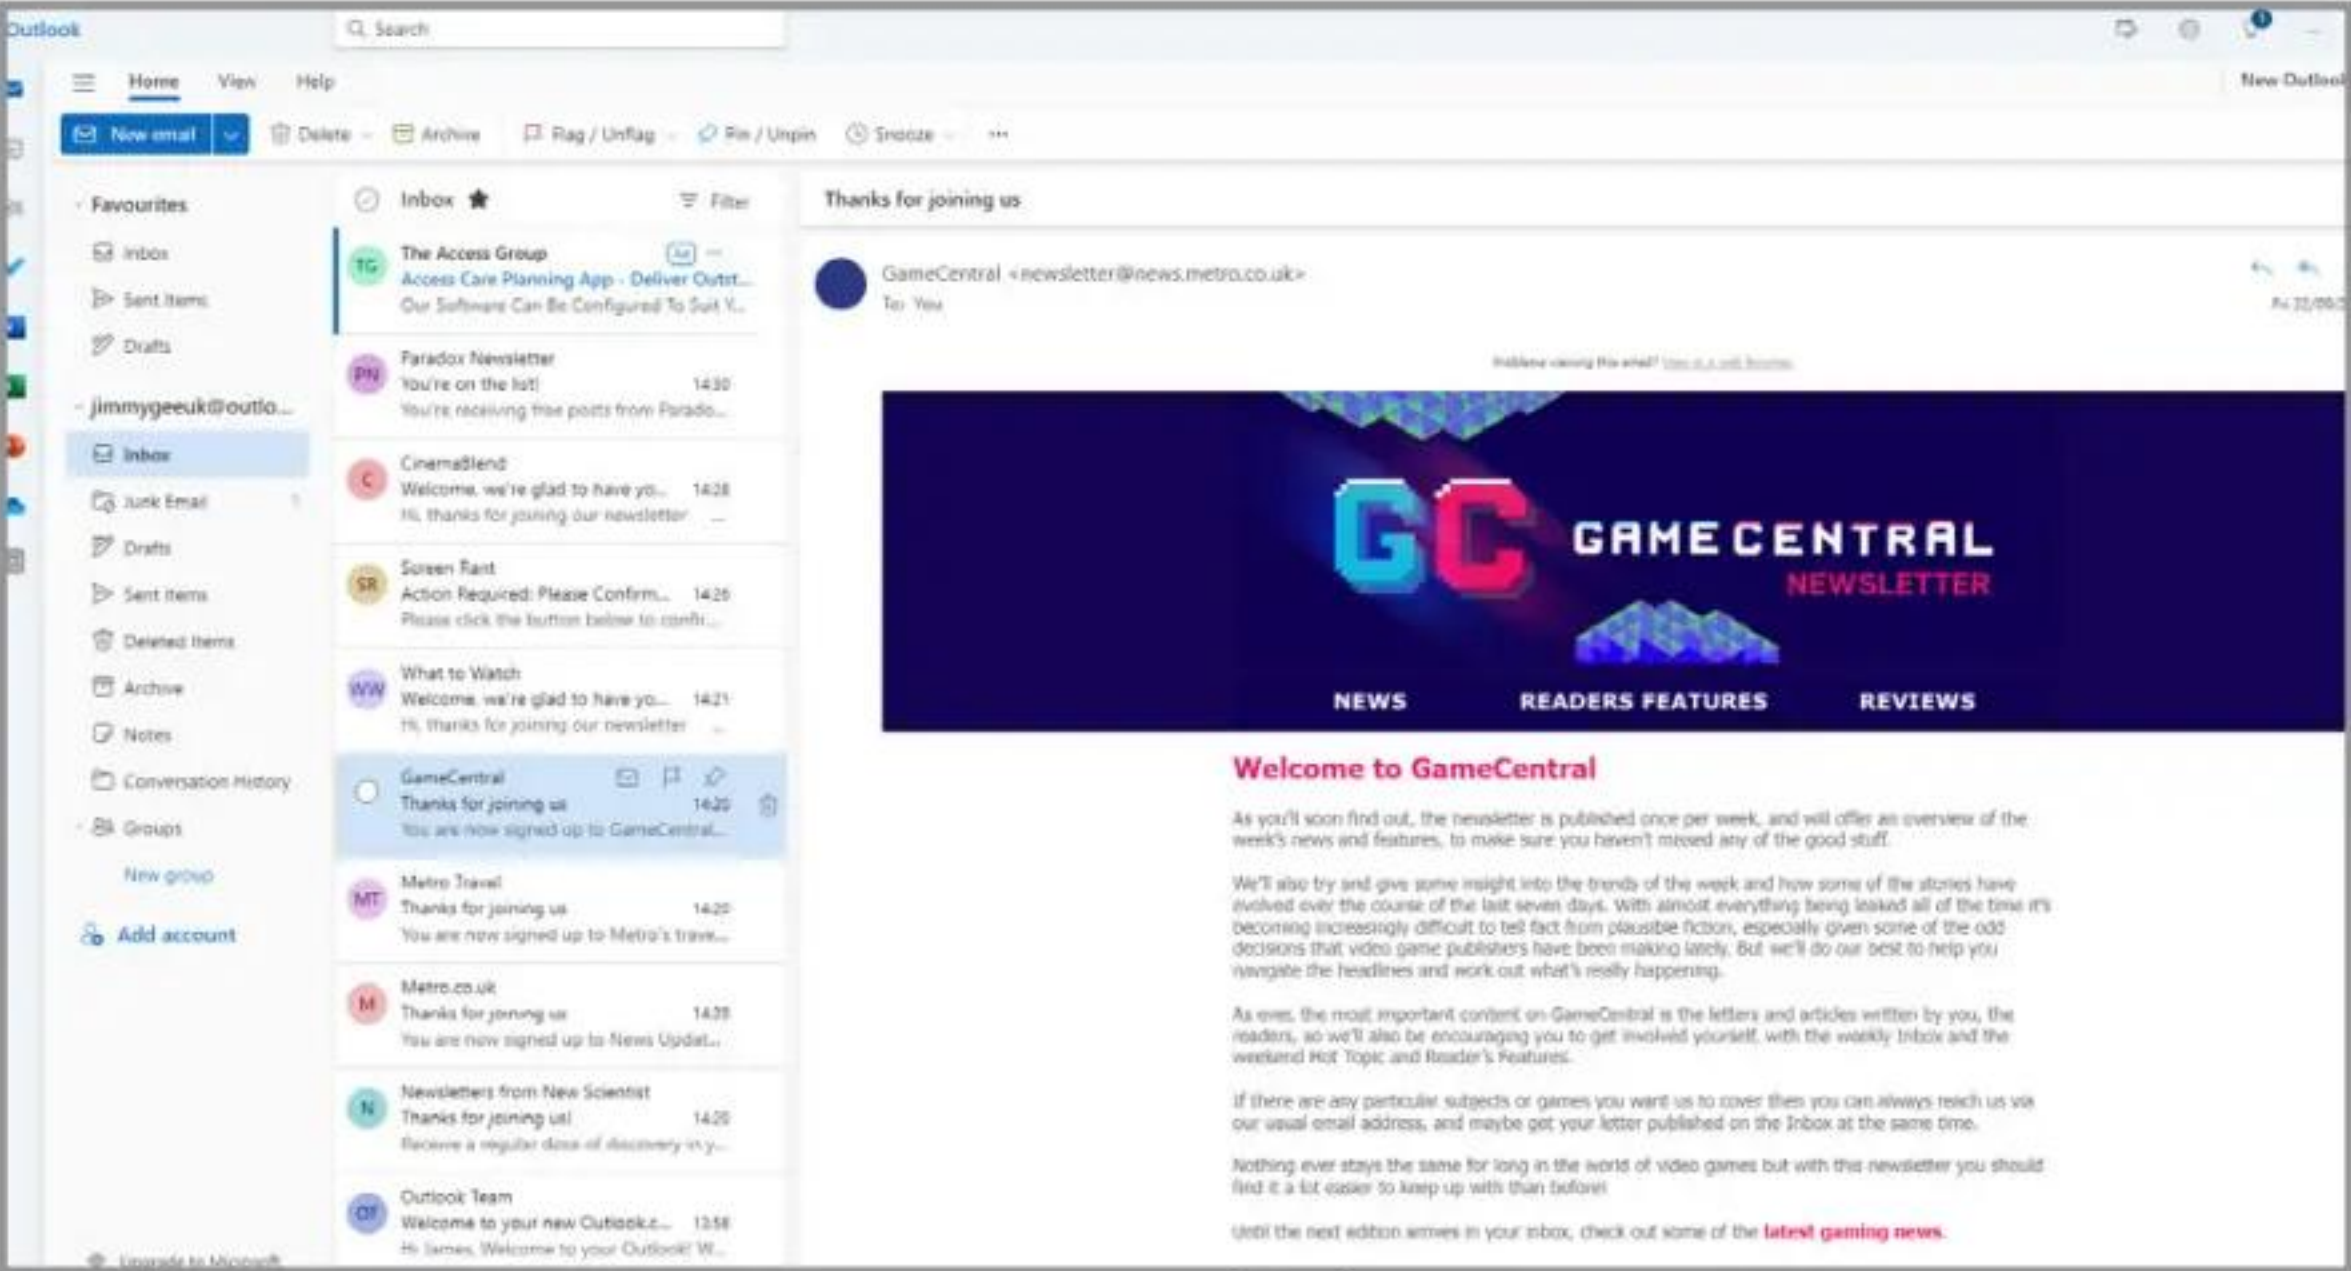 Outlook
Search
Home View Help
New Outlook
New email Delete Archive Flag / Unflag Pin / Unpin Snooze ...
Favourites
Inbox
Sent Items
Drafts
jimmygeeuk@outlo...
Inbox
Junk Email
Drafts
Sent Items
Deleted Items
Archive
Notes
Conversation History
Groups
New group
Add account
Upgrade to Microsoft
Inbox Filter
TG
The Access Group Ad
Access Care Planning App - Deliver Outst...
Our Software Can Be Configured To Suit Y...
PN
Paradox Newsletter
You're on the list! 14:30
You're receiving free posts from Parado...
C
CinemaBlend
Welcome, we're glad to have yo... 14:28
Hi, thanks for joining our newsletter ...
SR
Screen Rant
Action Required: Please Confirm... 14:26
Please click the button below to confir...
WW
What to Watch
Welcome, we're glad to have yo... 14:21
Hi, thanks for joining our newsletter ...
GameCentral
Thanks for joining us 14:20
You are now signed up to GameCentral...
MT
Metro Travel
Thanks for joining us 14:20
You are now signed up to Metro's trave...
M
Metro.co.uk
Thanks for joining us
You are now signed up to News Updat...
N
Newsletters from New Scientist
Thanks for joining us! 14:20
Receive a regular dose of discovery in y...
OT
Outlook Team
Welcome to your new Outlook.c... 13:58
Hi James, Welcome to your Outlook! W...
Thanks for joining us
GameCentral <newsletter@news.metro.co.uk>
To: You
Problems viewing this email? View in a web browser.
GC
GAME CENTRAL
NEWSLETTER
NEWS READERS FEATURES REVIEWS
Welcome to GameCentral
As you'll soon find out, the newsletter is published once per week, and will offer an overview of the
week's news and features, to make sure you haven't missed any of the good stuff.
We'll also try and give some insight into the trends of the week and how some of the stories have
evolved over the course of the last seven days. With almost everything being leaked all of the time it's
becoming increasingly difficult to tell fact from plausible fiction, especially given some of the odd
decisions that video game publishers have been making lately. But we'll do our best to help you
navigate the headlines and work out what's really happening.
As ever, the most important content on GameCentral is the letters and articles written by you, the
readers, so we'll also be encouraging you to get involved yourself, with the weekly Inbox and the
weekend Hot Topic and Reader's Features.
If there are any particular subjects or games you want us to cover then you can always reach us via
our usual email address, and maybe get your letter published on the Inbox at the same time.
Nothing ever stays the same for long in the world of video games but with this newsletter you should
find it a lot easier to keep up with than before!
Until the next edition arrives in your inbox, check out some of the latest gaming news.